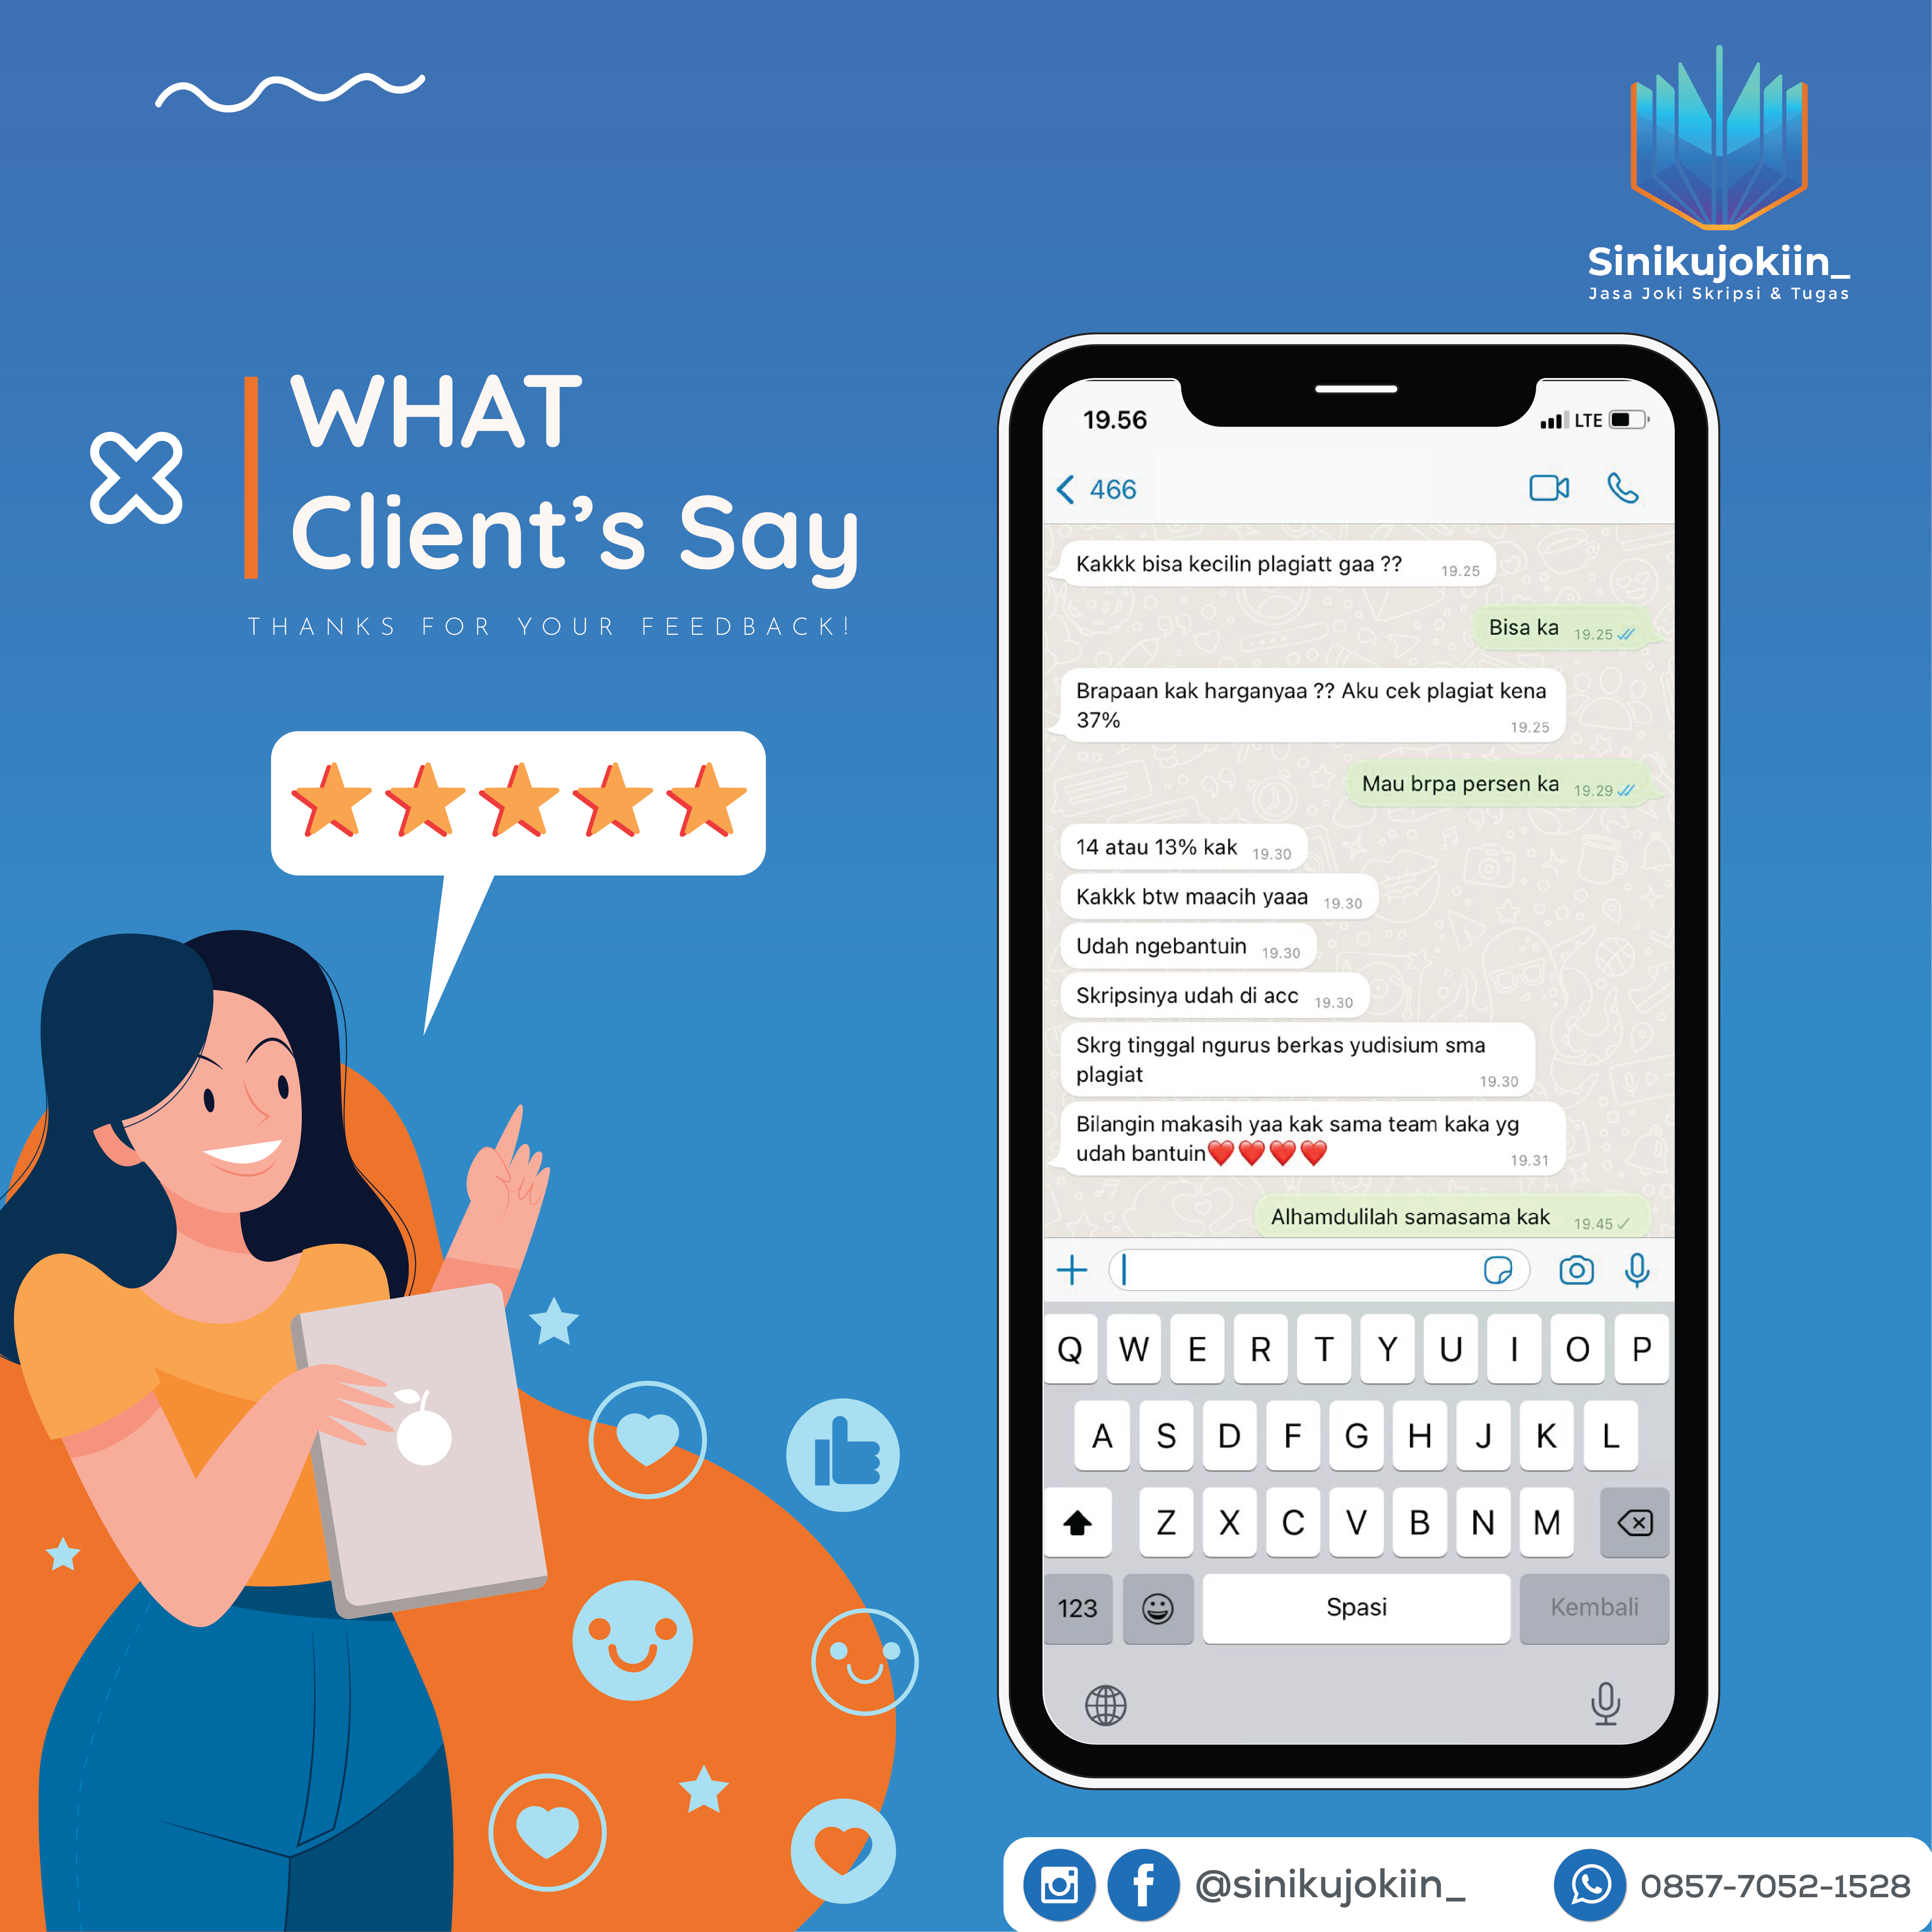 Sinikujokiin_
Jasa Joki Skripsi & Tugas
WHAT
Client's Say
THANKS FOR YOUR FEEDBACK!
19.56
LTE
466
Kakkk bisa kecilin plagiatt gaa ??
19.25
Bisa ka
19.25
Brapaan kak harganyaa ?? Aku cek plagiat kena
37%
19.25
Mau brpa persen ka
19.29
14 atau 13% kak
19.30
Kakkk btw maacih yaaa
19.30
Udah ngebantuin
19.30
Skripsinya udah di acc
19.30
Skrg tinggal ngurus berkas yudisium sma
plagiat
19.30
Bilangin makasih yaa kak sama team kaka yg
udah bantuin❤️❤️❤️❤️
19.31
Alhamdulilah samasama kak
19.45
Q W E R T Y U I O P
A S D F G H J K L
Z X C V B N M
123
Spasi
Kembali
@sinikujokiin_
0857-7052-1528